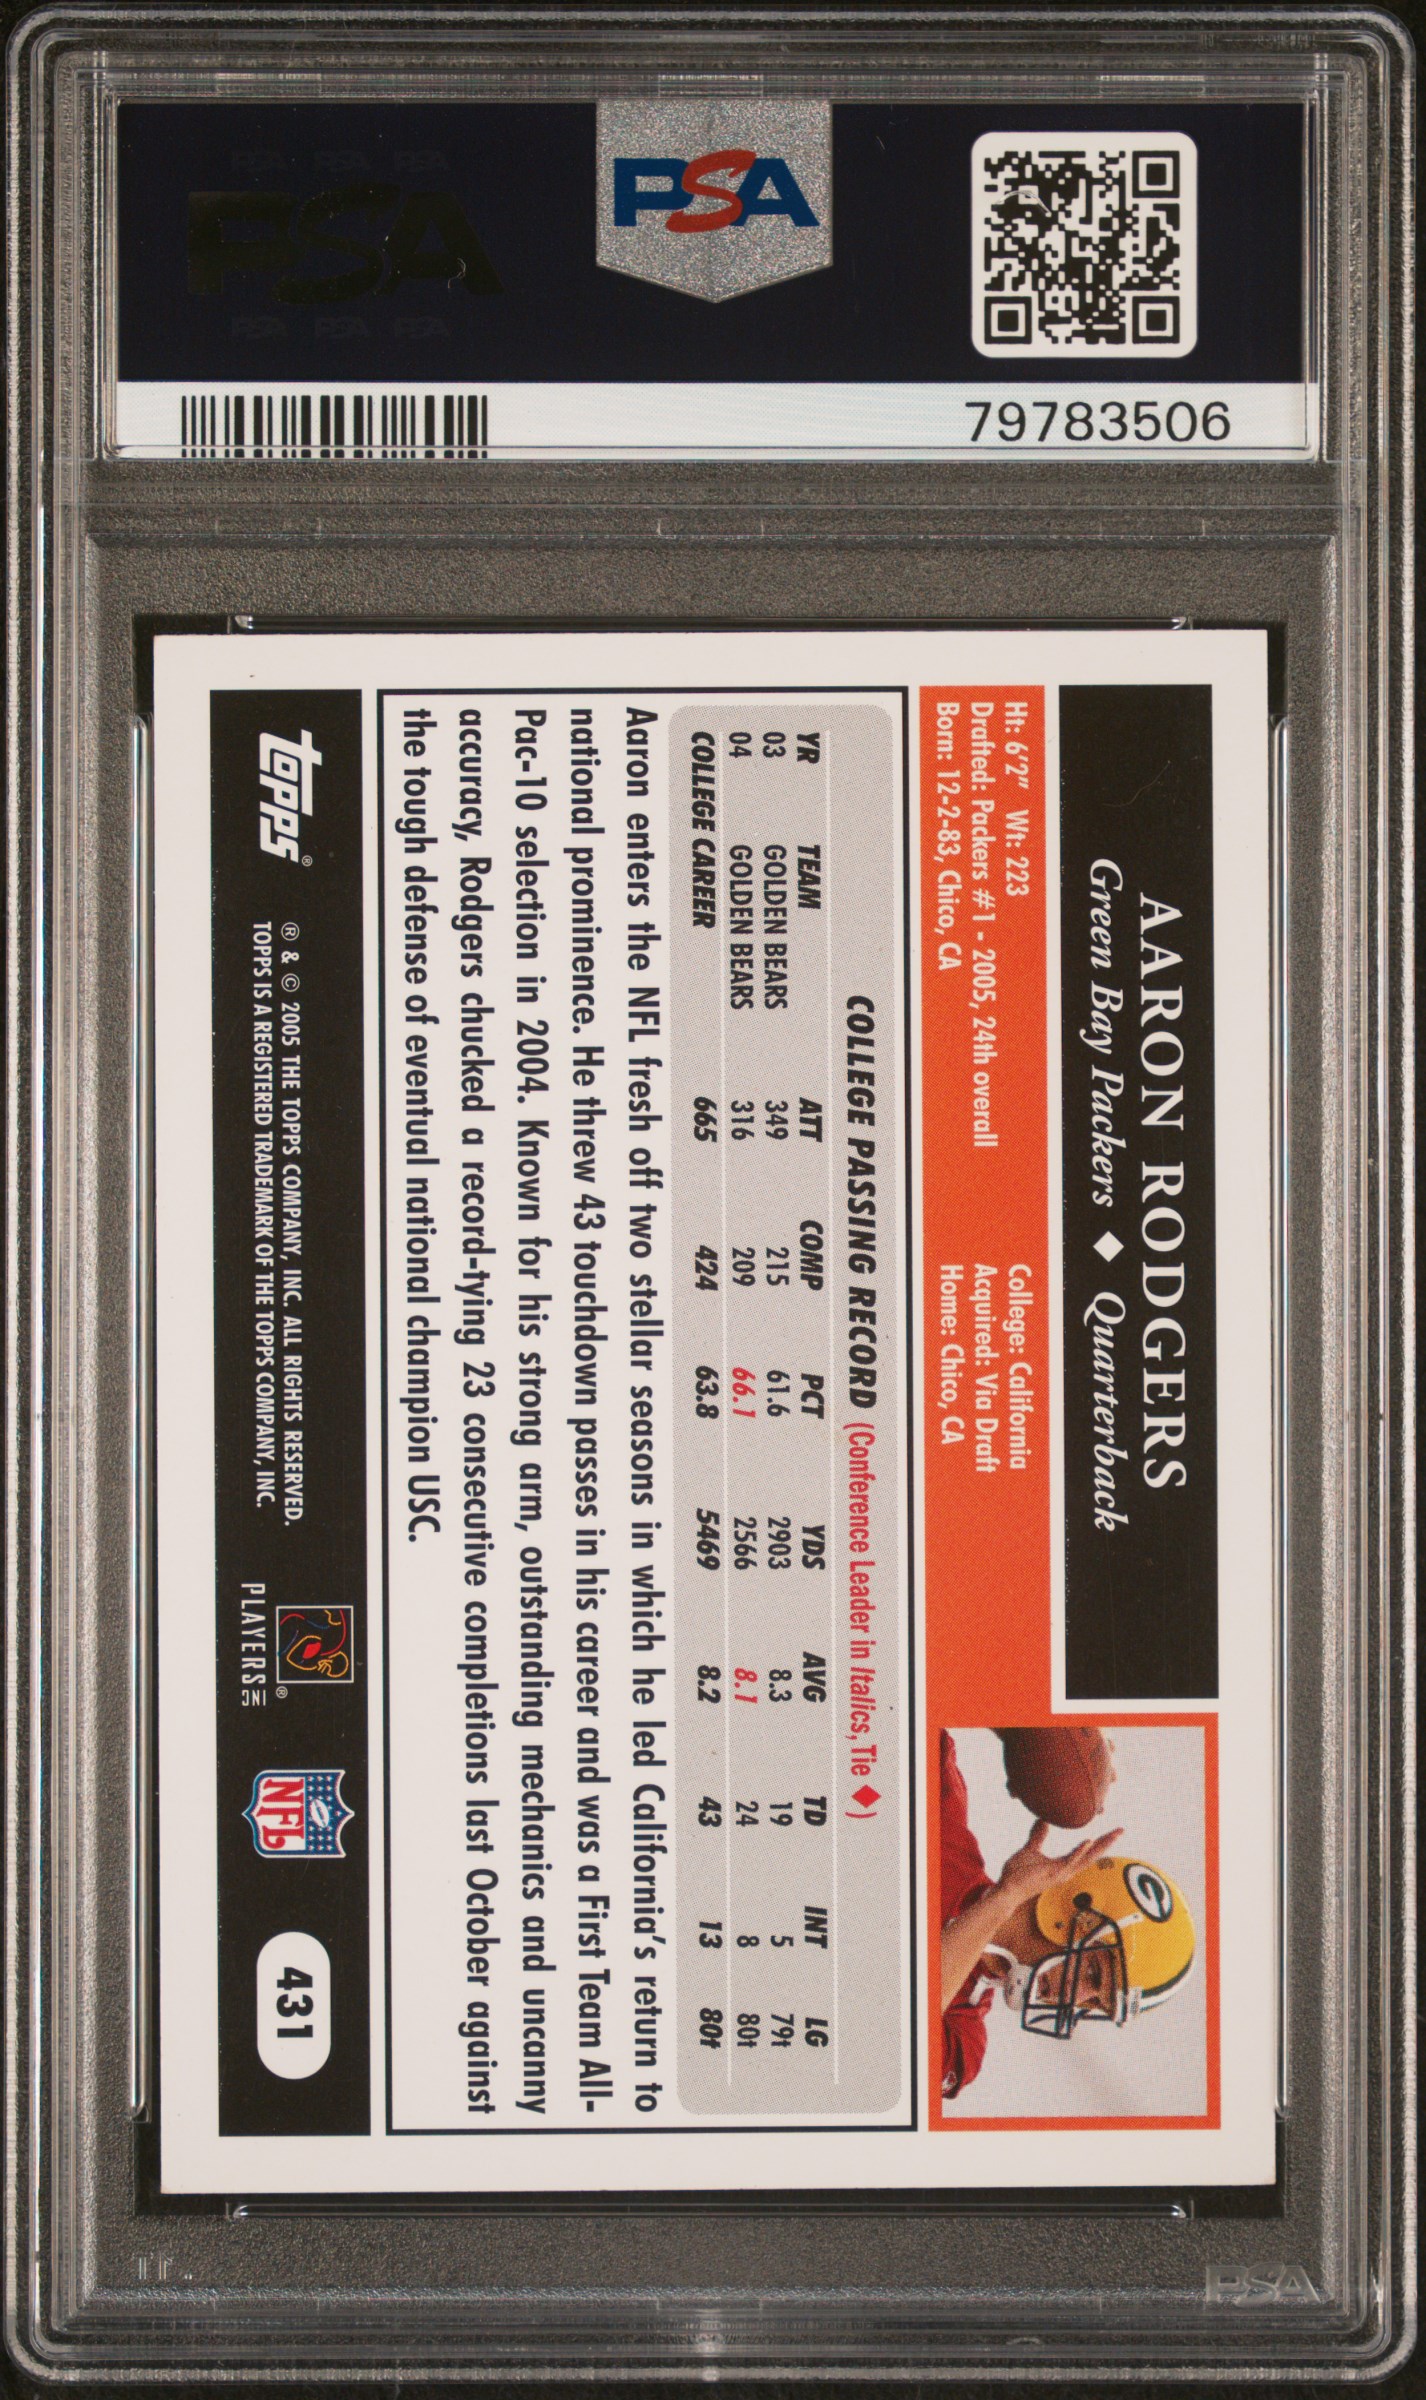 PSA
PSA
79783506
AARON RODGERS
Green Bay Packers ♦ Quarterback
Ht: 6'2" Wt: 223
Drafted: Packers #1 - 2005, 24th overall
Born: 12-2-83, Chico, CA
College: California
Acquired: Via Draft
Home: Chico, CA
COLLEGE PASSING RECORD (Conference Leader in Italics, Tie ♦)
YR TEAM ATT COMP PCT YDS AVG TD INT LG
03 GOLDEN BEARS 349 215 61.6 2903 8.3 19 5 79t
04 GOLDEN BEARS 316 209 66.1 2566 8.1 24 8 80t
COLLEGE CAREER 665 424 63.8 5469 8.2 43 13 80t
Aaron enters the NFL fresh off two stellar seasons in which he led California's return to
national prominence. He threw 43 touchdown passes in his career and was a First Team All-
Pac-10 selection in 2004. Known for his strong arm, outstanding mechanics and uncanny
accuracy, Rodgers chucked a record-tying 23 consecutive completions last October against
the tough defense of eventual national champion USC.
topps®
® & © 2005 THE TOPPS COMPANY, INC. ALL RIGHTS RESERVED.
TOPPS IS A REGISTERED TRADEMARK OF THE TOPPS COMPANY, INC.
PLAYERS INC
®
NFL
431
PSA